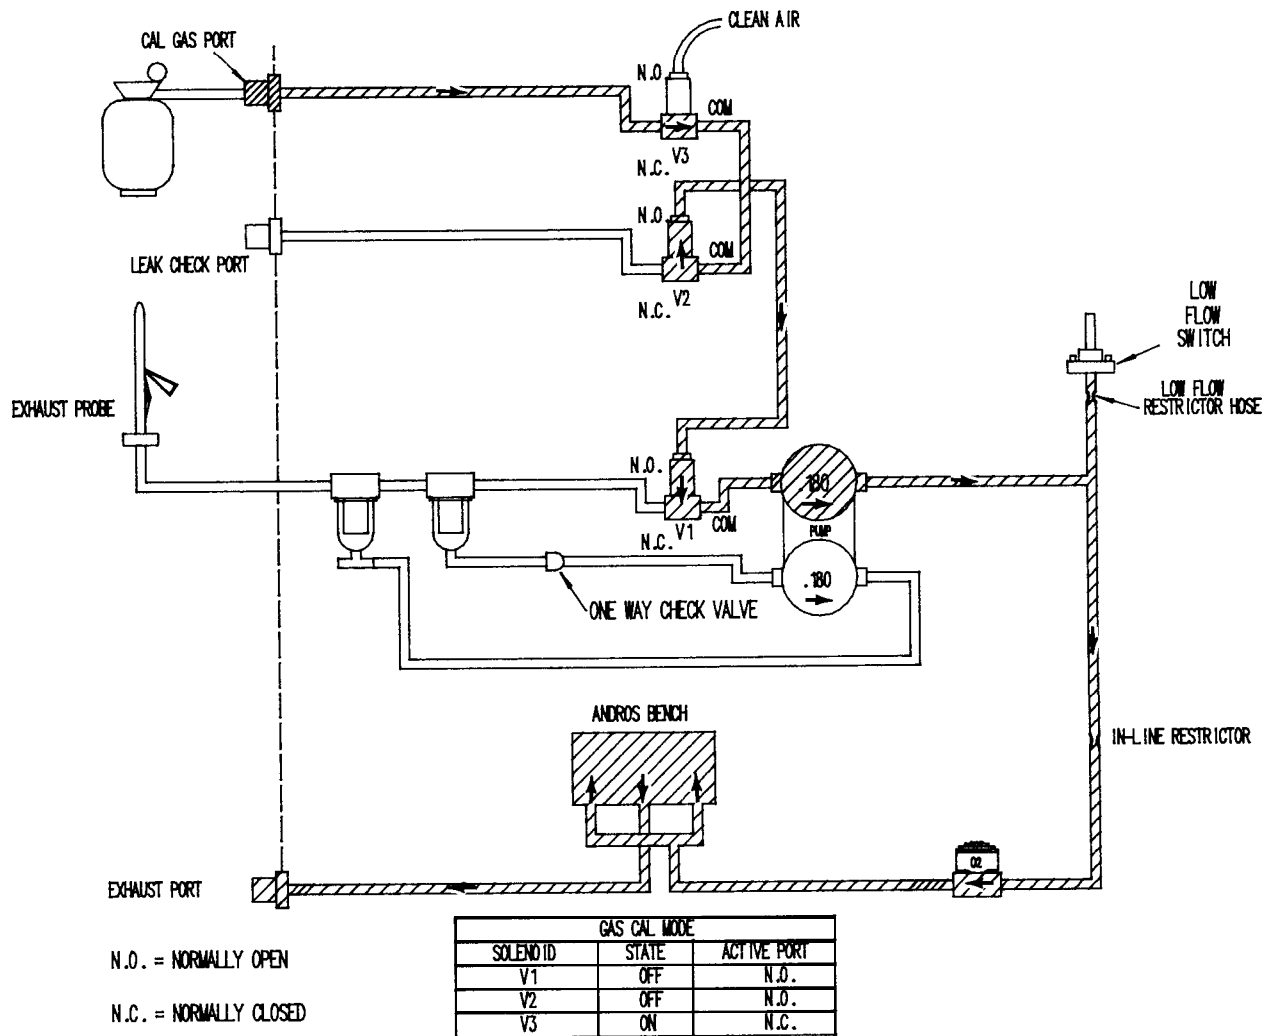 CLEAN AIR
CAL GAS PORT
N.O
COM
V3
N.C.
N.O
COM
LEAK CHECK PORT
V2
N.C.
LOW
FLOW
SWITCH
LOW FLOW
RESTRICTOR HOSE
EXHAUST PROBE
N.O.
180
V1
COM
PUMP
N.C.
.180
ONE WAY CHECK VALVE
ANDROS BENCH
IN-LINE RESTRICTOR
O2
EXHAUST PORT
GAS CAL MODE
SOLENOID STATE ACTIVE PORT
V1 OFF N.O.
V2 OFF N.O.
V3 ON N.C.
N.O. = NORMALLY OPEN
N.C. = NORMALLY CLOSED